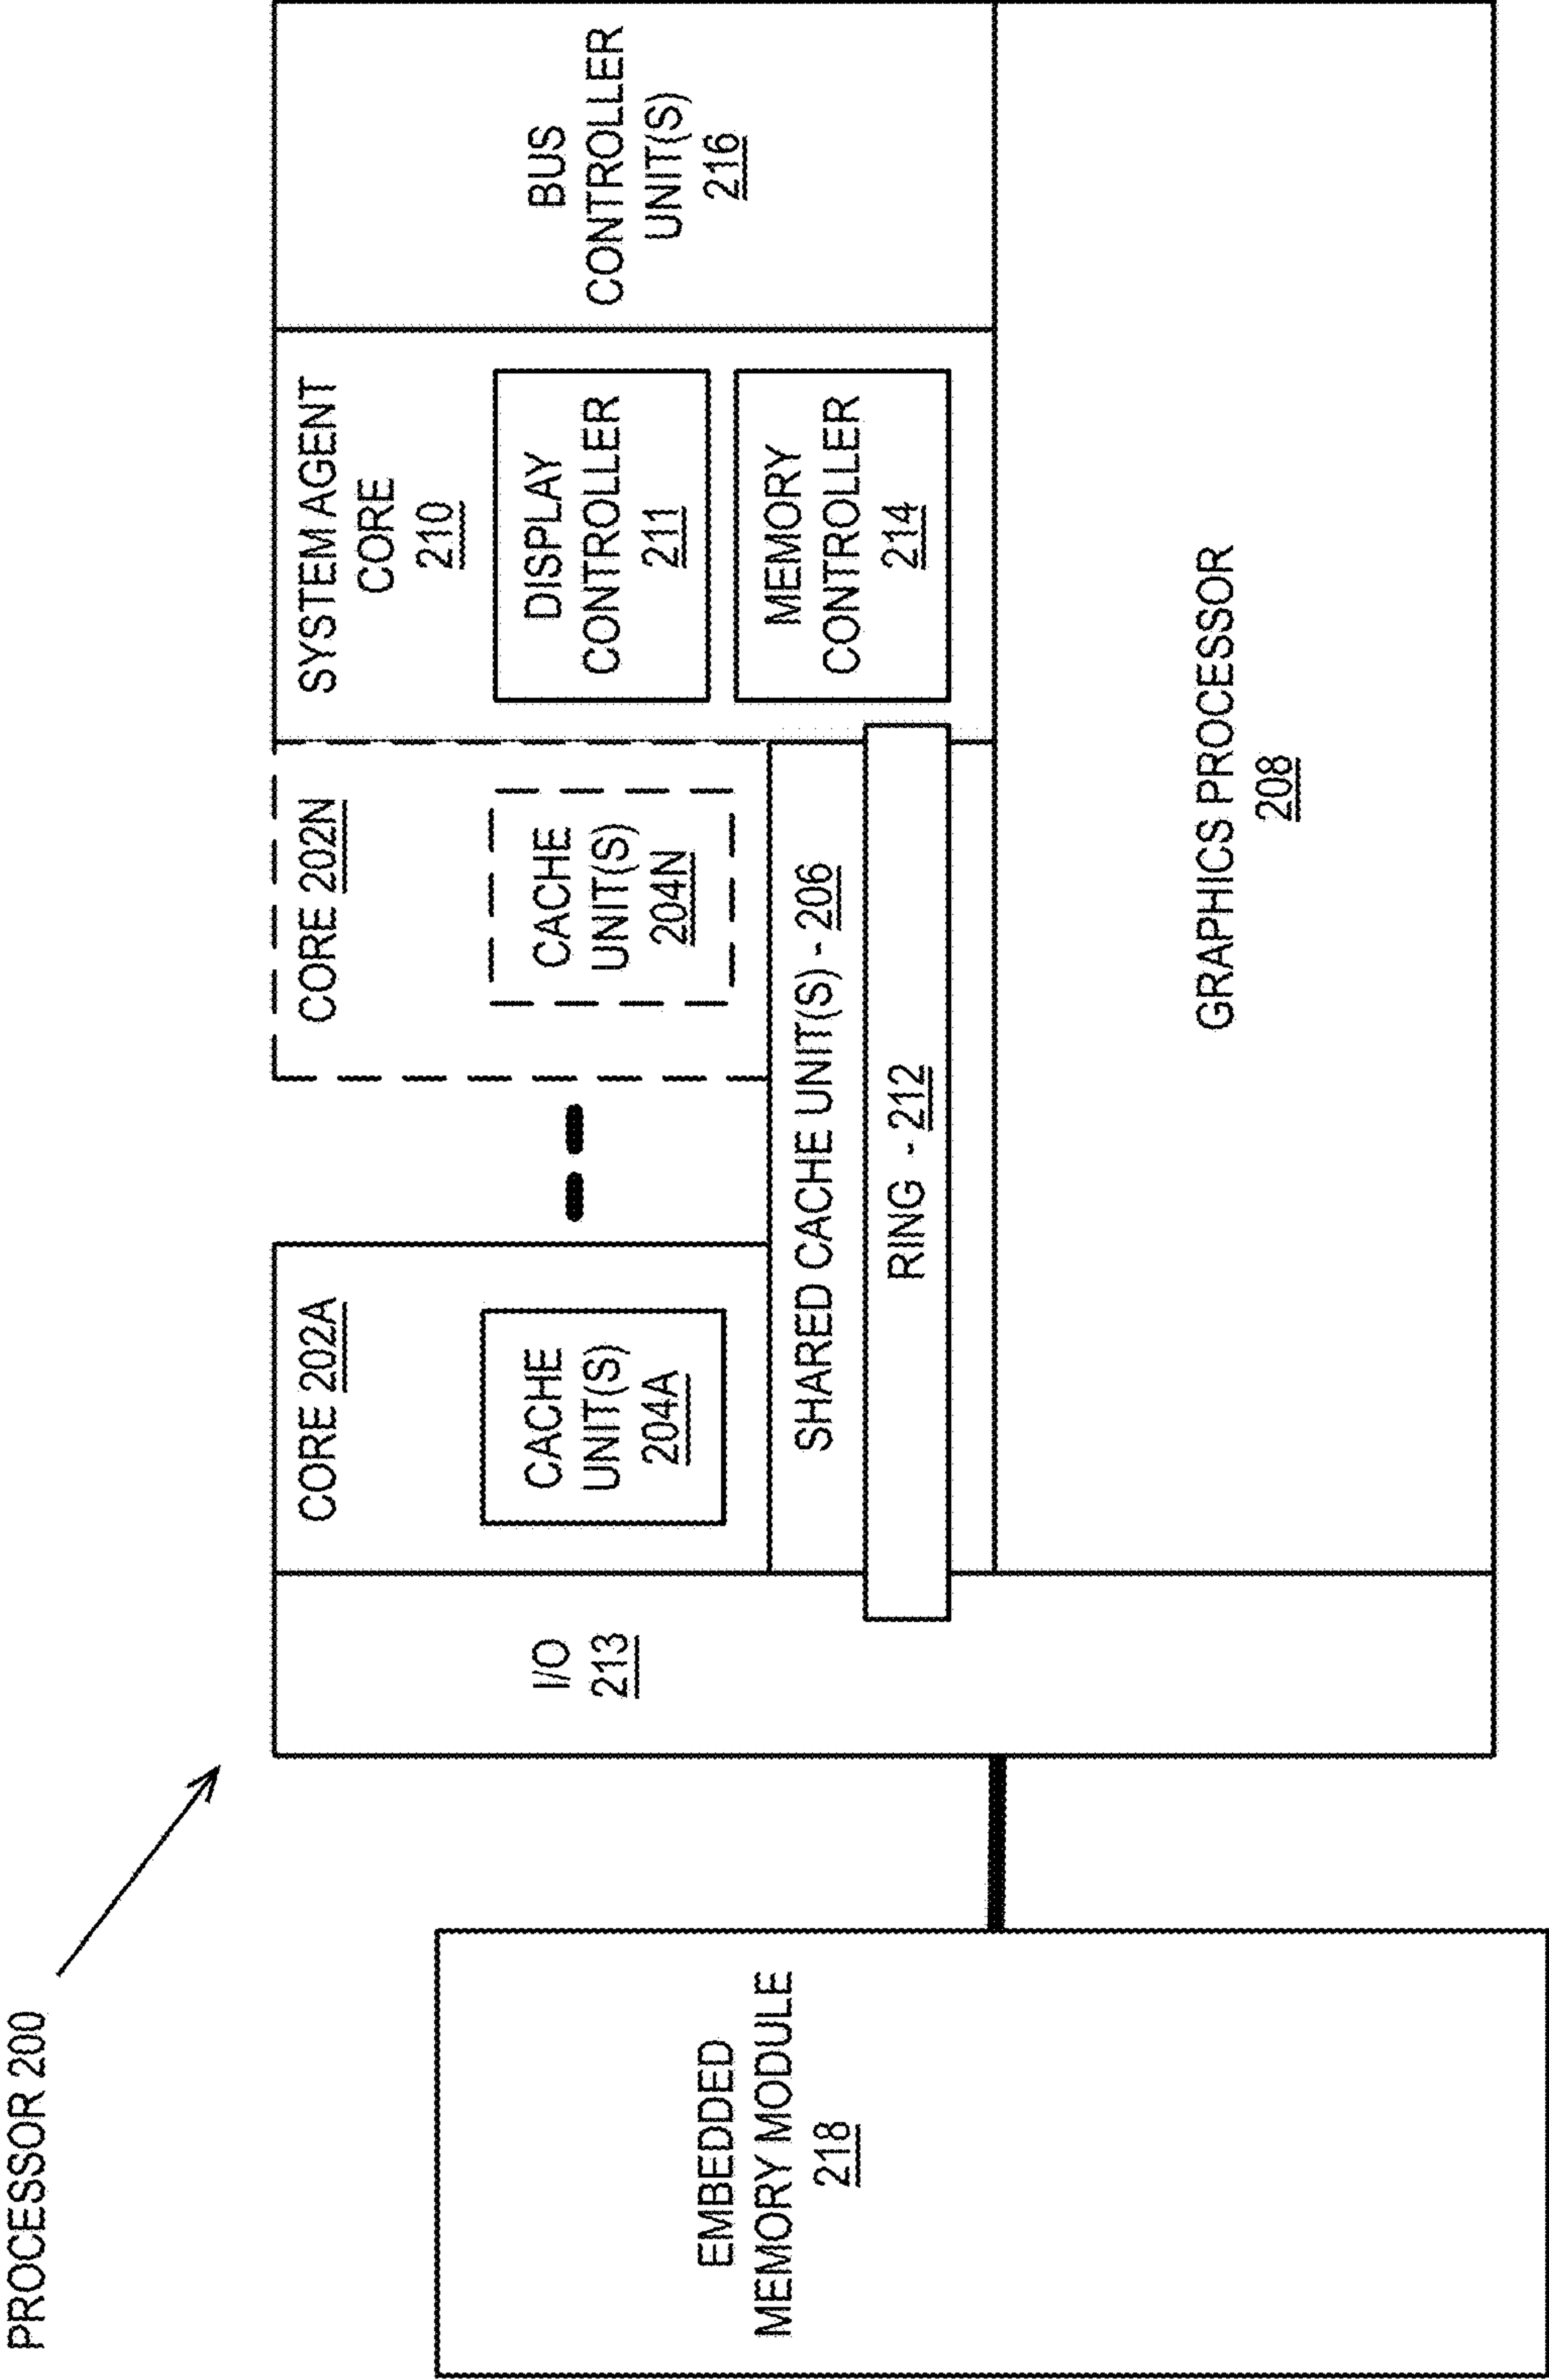 PROCESSOR 200
EMBEDDED
MEMORY MODULE
218
I/O
213
CORE 202A
CACHE
UNIT(S)
204A
CORE 202N
CACHE
UNIT(S)
204N
SHARED CACHE UNIT(S) - 206
RING - 212
SYSTEM AGENT
CORE
210
DISPLAY
CONTROLLER
211
MEMORY
CONTROLLER
214
BUS
CONTROLLER
UNIT(S)
216
GRAPHICS PROCESSOR
208